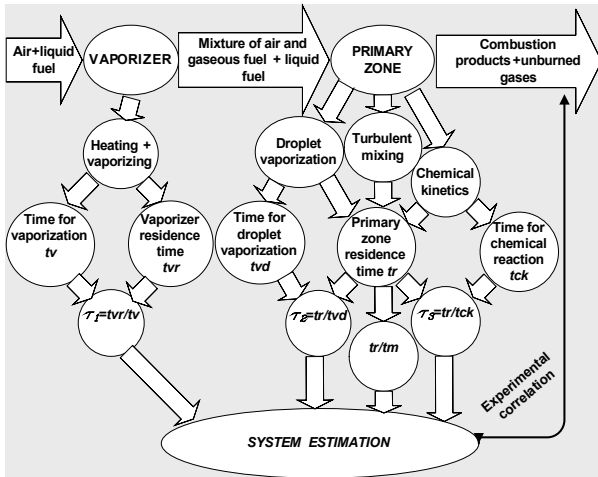 Air+liquid
fuel
VAPORIZER
Mixture of air and
gaseous fuel + liquid
fuel
PRIMARY
ZONE
Combustion
products +unburned
gases
Heating +
vaporizing
Droplet
vaporization
Turbulent
mixing
Chemical
kinetics
Time for
vaporization
tv
Vaporizer
residence
time
tvr
Time for
droplet
vaporization
tvd
Primary
zone
residence
time tr
Time for
chemical
reaction
tck
τ1=tvr/tv
τ2=tr/tvd
tr/tm
τ3=tr/tck
Experimental
correlation
SYSTEM ESTIMATION